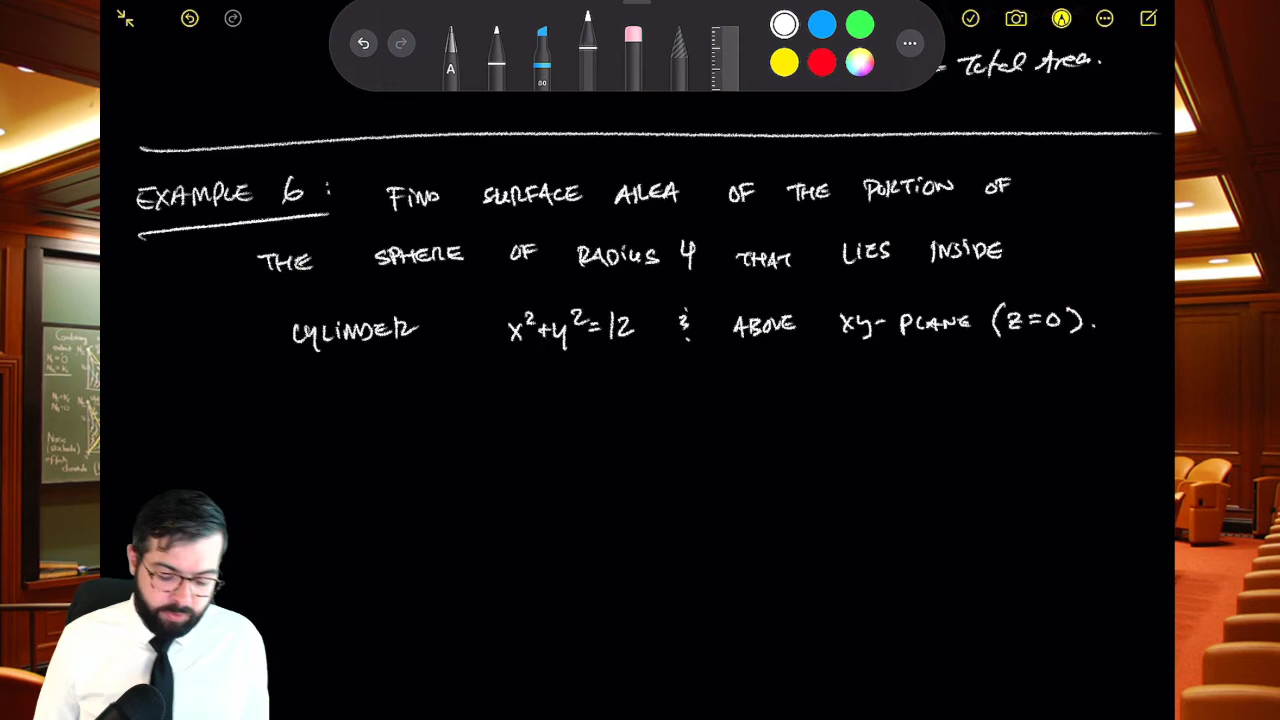 = Total Area.
EXAMPLE 6 : FIND SURFACE AREA OF THE PORTION OF
THE SPHERE OF RADIUS 4 THAT LIES INSIDE
CYLINDER x²+y²=12 & ABOVE xy-PLANE (z=0).
A
80